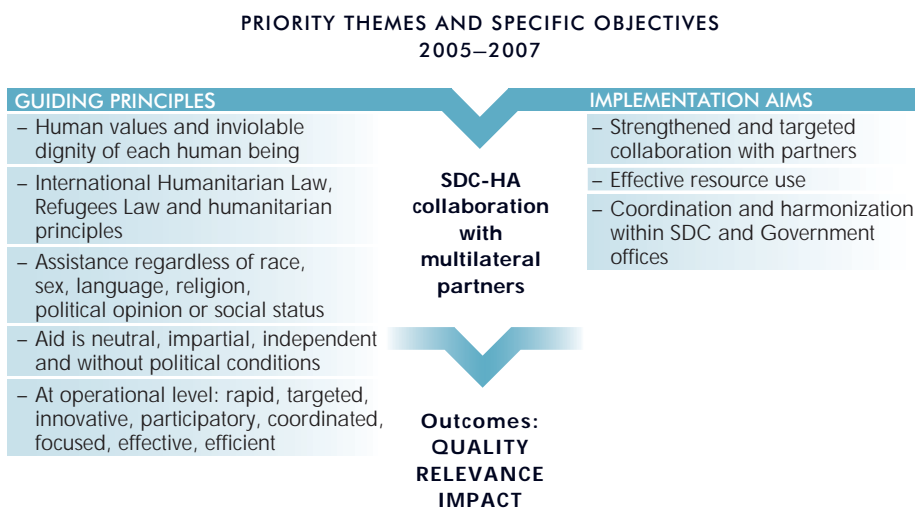 PRIORITY THEMES AND SPECIFIC OBJECTIVES
2005–2007
GUIDING PRINCIPLES
– Human values and inviolable
dignity of each human being
– International Humanitarian Law,
Refugees Law and humanitarian
principles
– Assistance regardless of race,
sex, language, religion,
political opinion or social status
– Aid is neutral, impartial, independent
and without political conditions
– At operational level: rapid, targeted,
innovative, participatory, coordinated,
focused, effective, efficient
SDC-HA
collaboration
with
multilateral
partners
Outcomes:
QUALITY
RELEVANCE
IMPACT
IMPLEMENTATION AIMS
– Strengthened and targeted
collaboration with partners
– Effective resource use
– Coordination and harmonization
within SDC and Government
offices